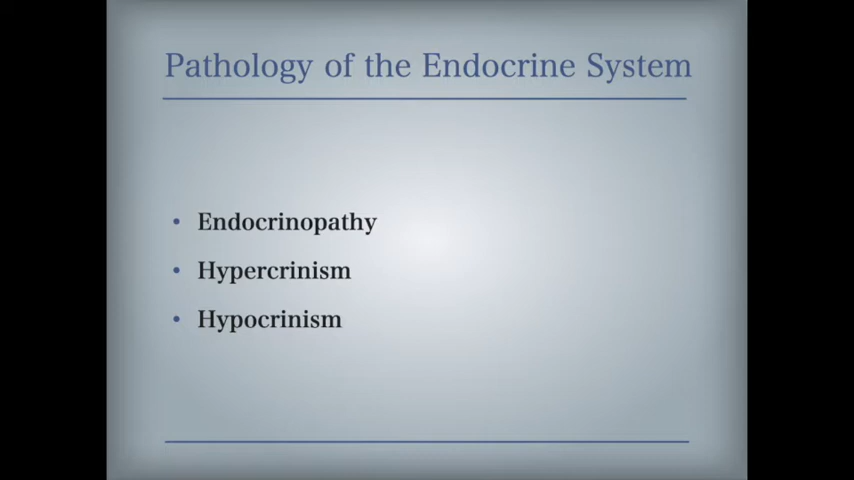 Pathology of the Endocrine System
• Endocrinopathy
• Hypercrinism
• Hypocrinism